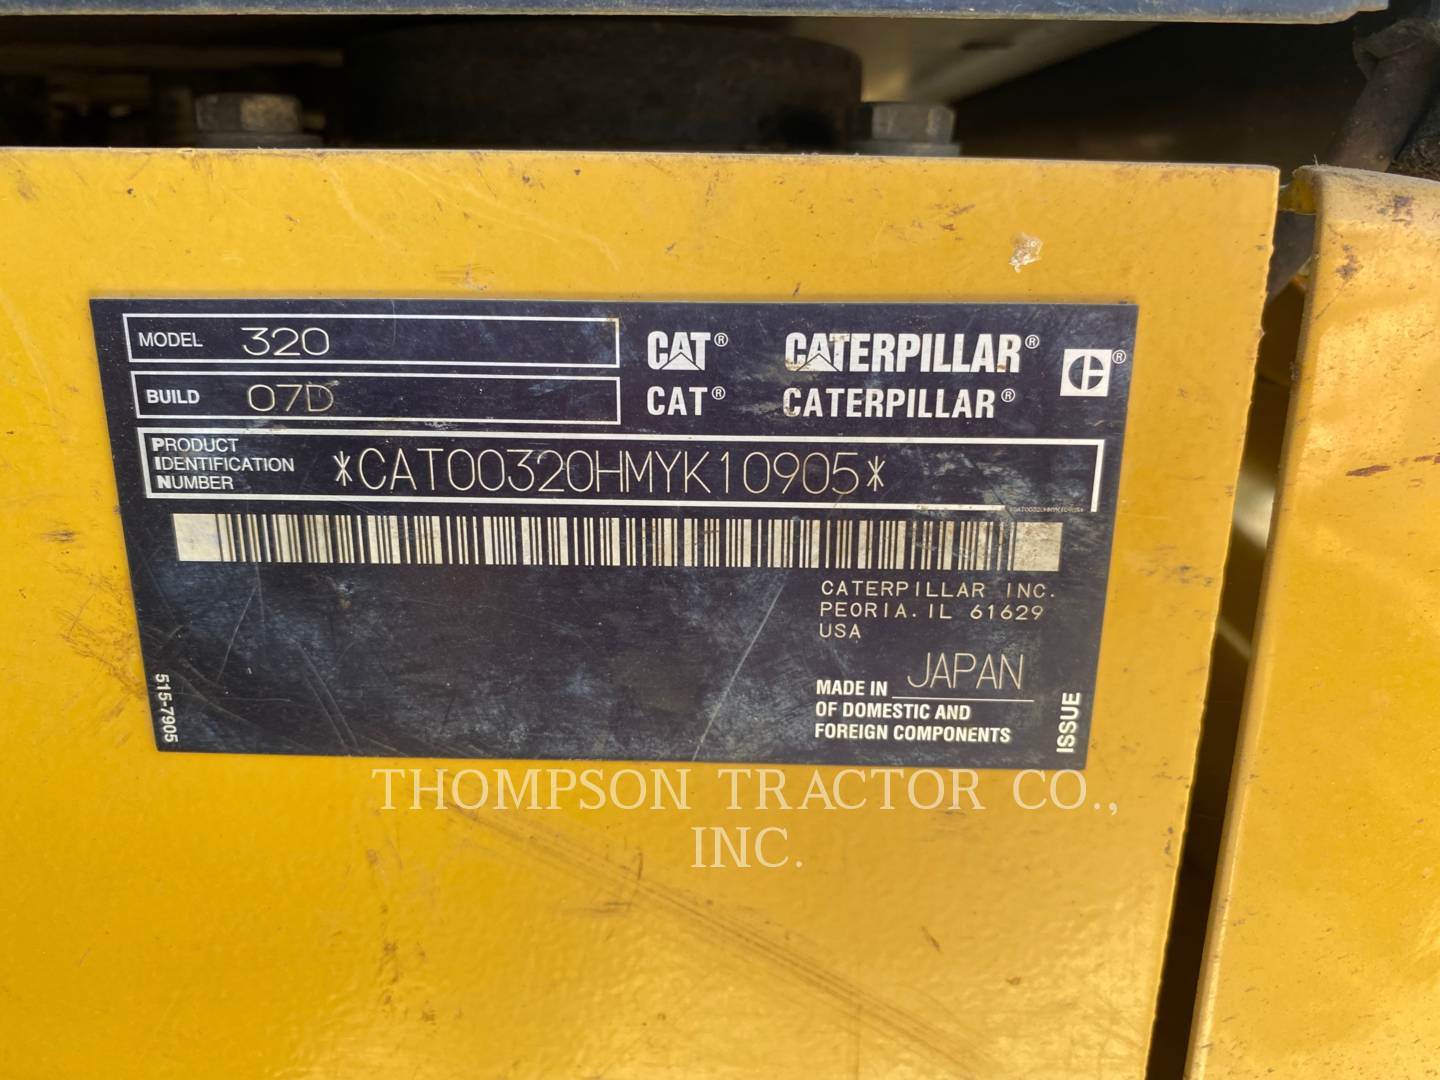 MODEL 320
BUILD 07D
CAT® CATERPILLAR®
CAT® CATERPILLAR®
PRODUCT
IDENTIFICATION
NUMBER
*CAT00320HMYK10905*
*CAT00320HMYK10905*
CATERPILLAR INC.
PEORIA. IL 61629
USA
MADE IN JAPAN
OF DOMESTIC AND
FOREIGN COMPONENTS
515-7905
ISSUE
THOMPSON TRACTOR CO.,
INC.